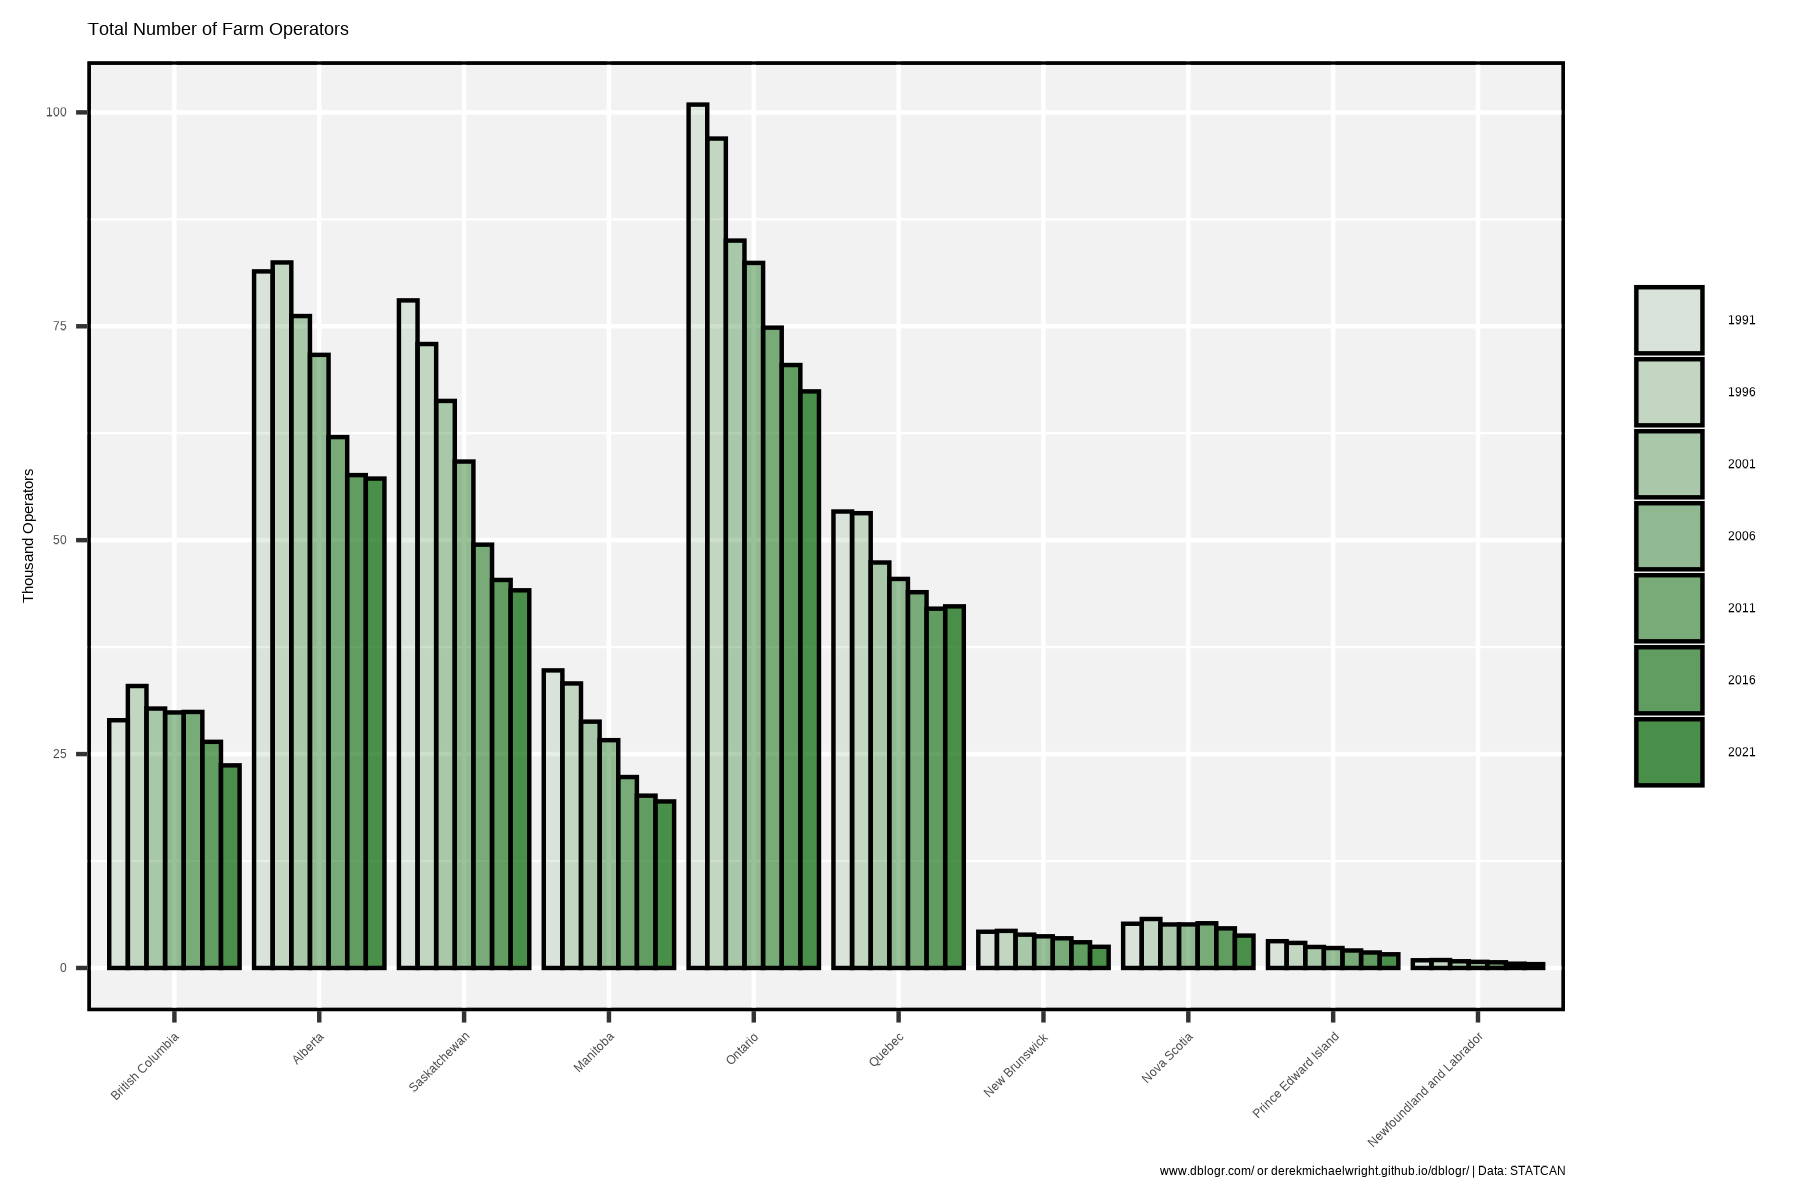 Total Number of Farm Operators
Thousand Operators
100
75
50
25
0
British Columbia
Alberta
Saskatchewan
Manitoba
Ontario
Quebec
New Brunswick
Nova Scotia
Prince Edward Island
Newfoundland and Labrador
1991
1996
2001
2006
2011
2016
2021
www.dblogr.com/ or derekmichaelwright.github.io/dblogr/ | Data: STATCAN